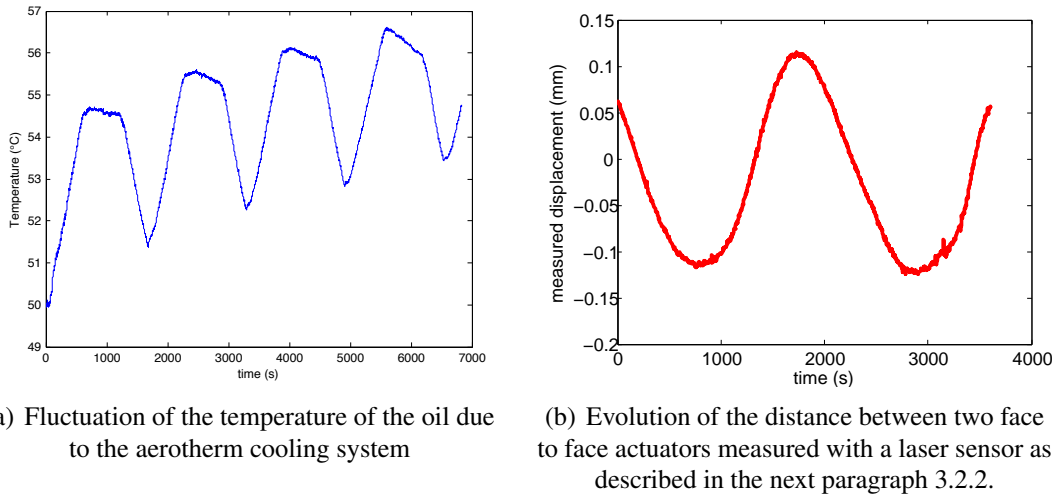 57
56
55
54
53
52
51
50
49
Temperature (°C)
0 1000 2000 3000 4000 5000 6000 7000
time (s)
0.15
0.1
0.05
0
−0.05
−0.1
−0.15
−0.2
measured displacement (mm)
0 1000 2000 3000 4000
time (s)
a) Fluctuation of the temperature of the oil due
to the aerotherm cooling system
(b) Evolution of the distance between two face
to face actuators measured with a laser sensor as
described in the next paragraph 3.2.2.